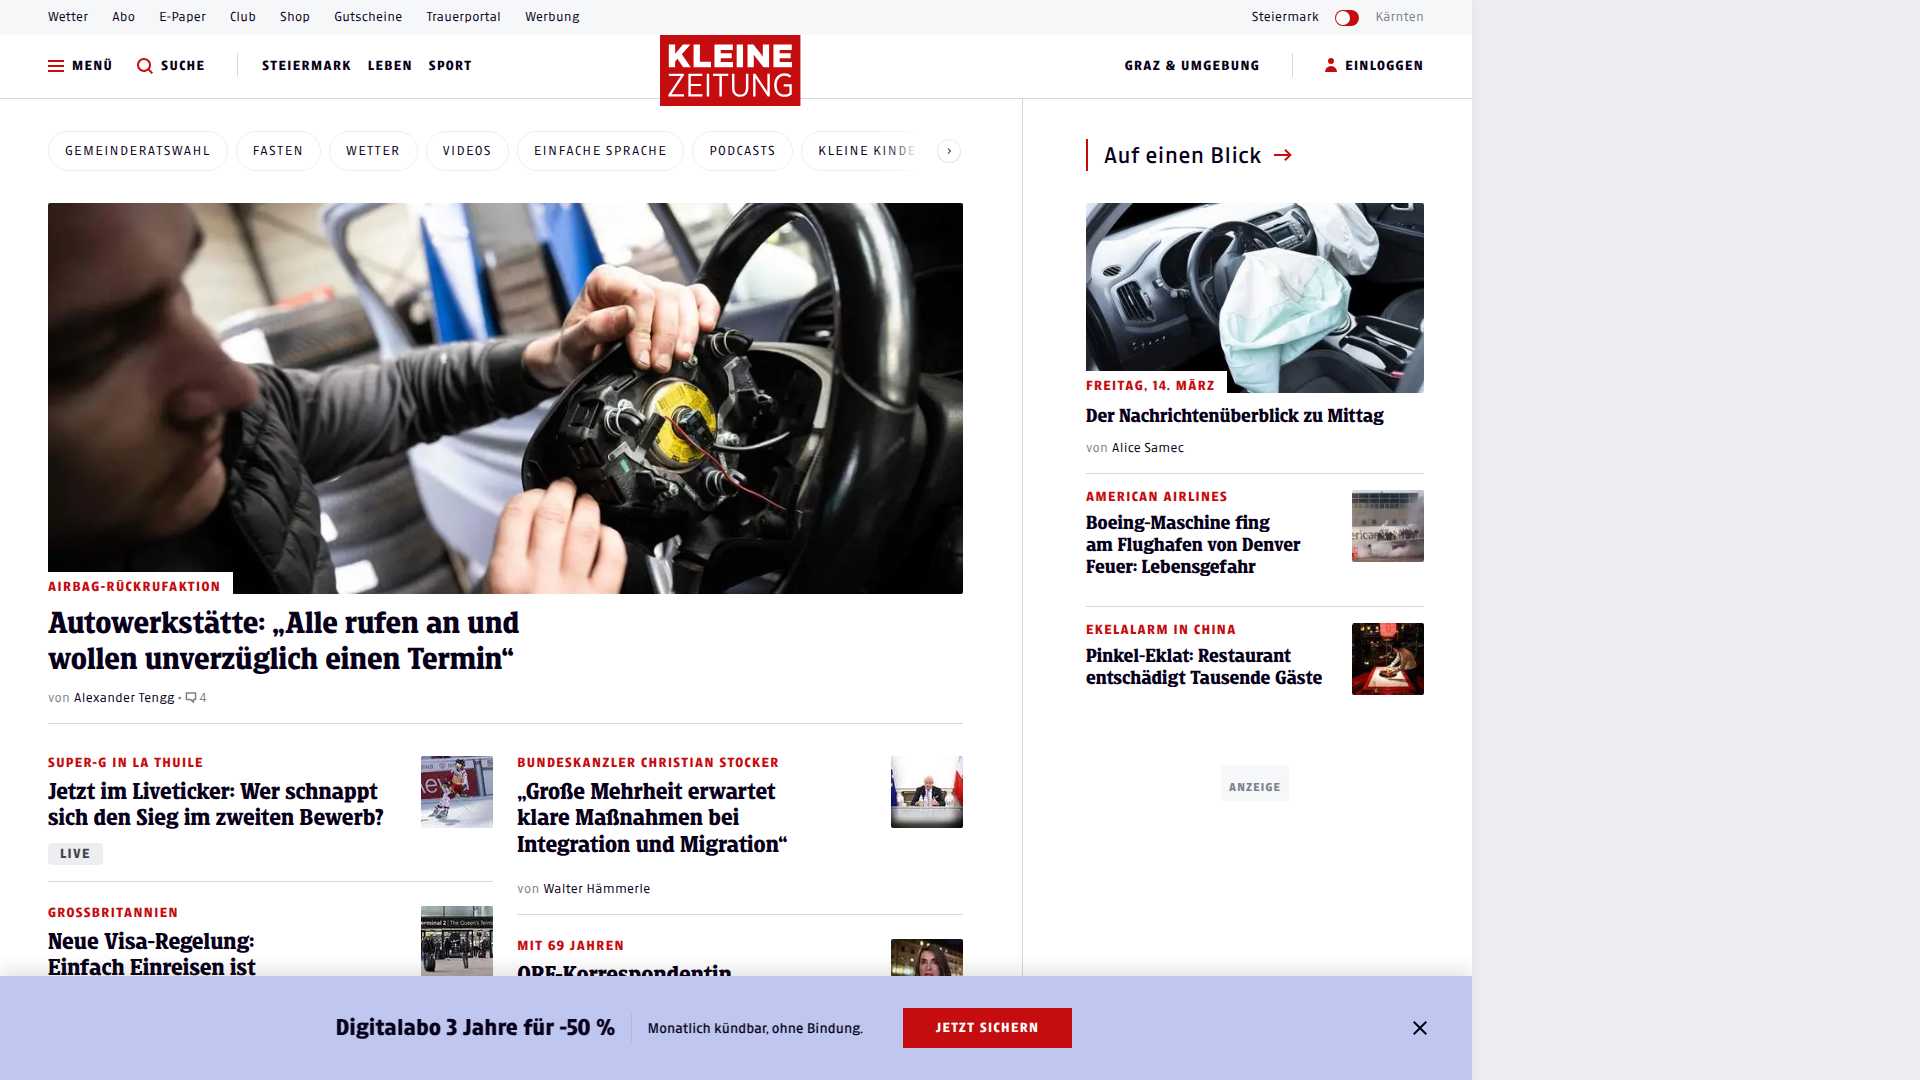 Wetter Abo E-Paper Club Shop Gutscheine Trauerportal Werbung Steiermark Kärnten
MENÜ SUCHE STEIERMARK LEBEN SPORT KLEINE ZEITUNG GRAZ & UMGEBUNG EINLOGGEN
GEMEINDERATSWAHL FASTEN WETTER VIDEOS EINFACHE SPRACHE PODCASTS KLEINE KINDE
AIRBAG-RÜCKRUFAKTION
Autowerkstätte: „Alle rufen an und
wollen unverzüglich einen Termin“
von Alexander Tengg • 4
SUPER-G IN LA THUILE
Jetzt im Liveticker: Wer schnappt
sich den Sieg im zweiten Bewerb?
LIVE
GROSSBRITANNIEN
Neue Visa-Regelung:
Einfach Einreisen ist
BUNDESKANZLER CHRISTIAN STOCKER
„Große Mehrheit erwartet
klare Maßnahmen bei
Integration und Migration“
von Walter Hämmerle
MIT 69 JAHREN
ORF-Korrespondentin
Auf einen Blick
FREITAG, 14. MÄRZ
Der Nachrichtenüberblick zu Mittag
von Alice Samec
AMERICAN AIRLINES
Boeing-Maschine fing
am Flughafen von Denver
Feuer: Lebensgefahr
EKELALARM IN CHINA
Pinkel-Eklat: Restaurant
entschädigt Tausende Gäste
ANZEIGE
Digitalabo 3 Jahre für -50 % Monatlich kündbar, ohne Bindung. JETZT SICHERN